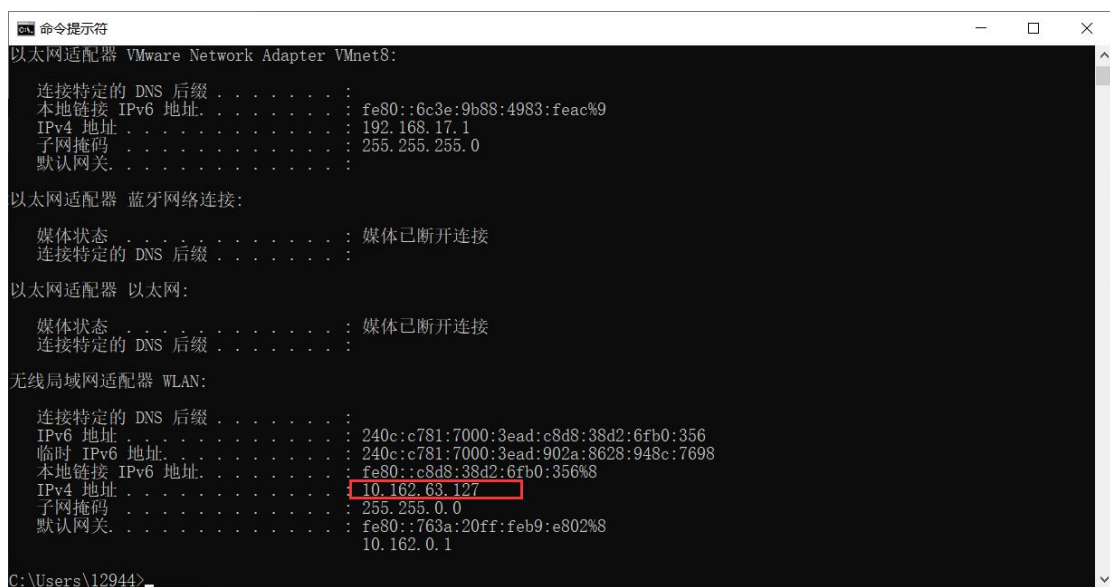 命令提示符
以太网适配器 VMware Network Adapter VMnet8:
连接特定的 DNS 后缀 . . . . . . . :
本地链接 IPv6 地址. . . . . . . . : fe80::6c3e:9b88:4983:feac%9
IPv4 地址 . . . . . . . . . . . . : 192.168.17.1
子网掩码 . . . . . . . . . . . . : 255.255.255.0
默认网关. . . . . . . . . . . . . :
以太网适配器 蓝牙网络连接:
媒体状态 . . . . . . . . . . . . : 媒体已断开连接
连接特定的 DNS 后缀 . . . . . . . :
以太网适配器 以太网:
媒体状态 . . . . . . . . . . . . : 媒体已断开连接
连接特定的 DNS 后缀 . . . . . . . :
无线局域网适配器 WLAN:
连接特定的 DNS 后缀 . . . . . . . :
IPv6 地址 . . . . . . . . . . . . : 240c:c781:7000:3ead:c8d8:38d2:6fb0:356
临时 IPv6 地址. . . . . . . . . . : 240c:c781:7000:3ead:902a:8628:948c:7698
本地链接 IPv6 地址. . . . . . . . : fe80::c8d8:38d2:6fb0:356%8
IPv4 地址 . . . . . . . . . . . . : 10.162.63.127
子网掩码 . . . . . . . . . . . . : 255.255.0.0
默认网关. . . . . . . . . . . . . : fe80::763a:20ff:feb9:e802%8
10.162.0.1
C:\Users\12944>